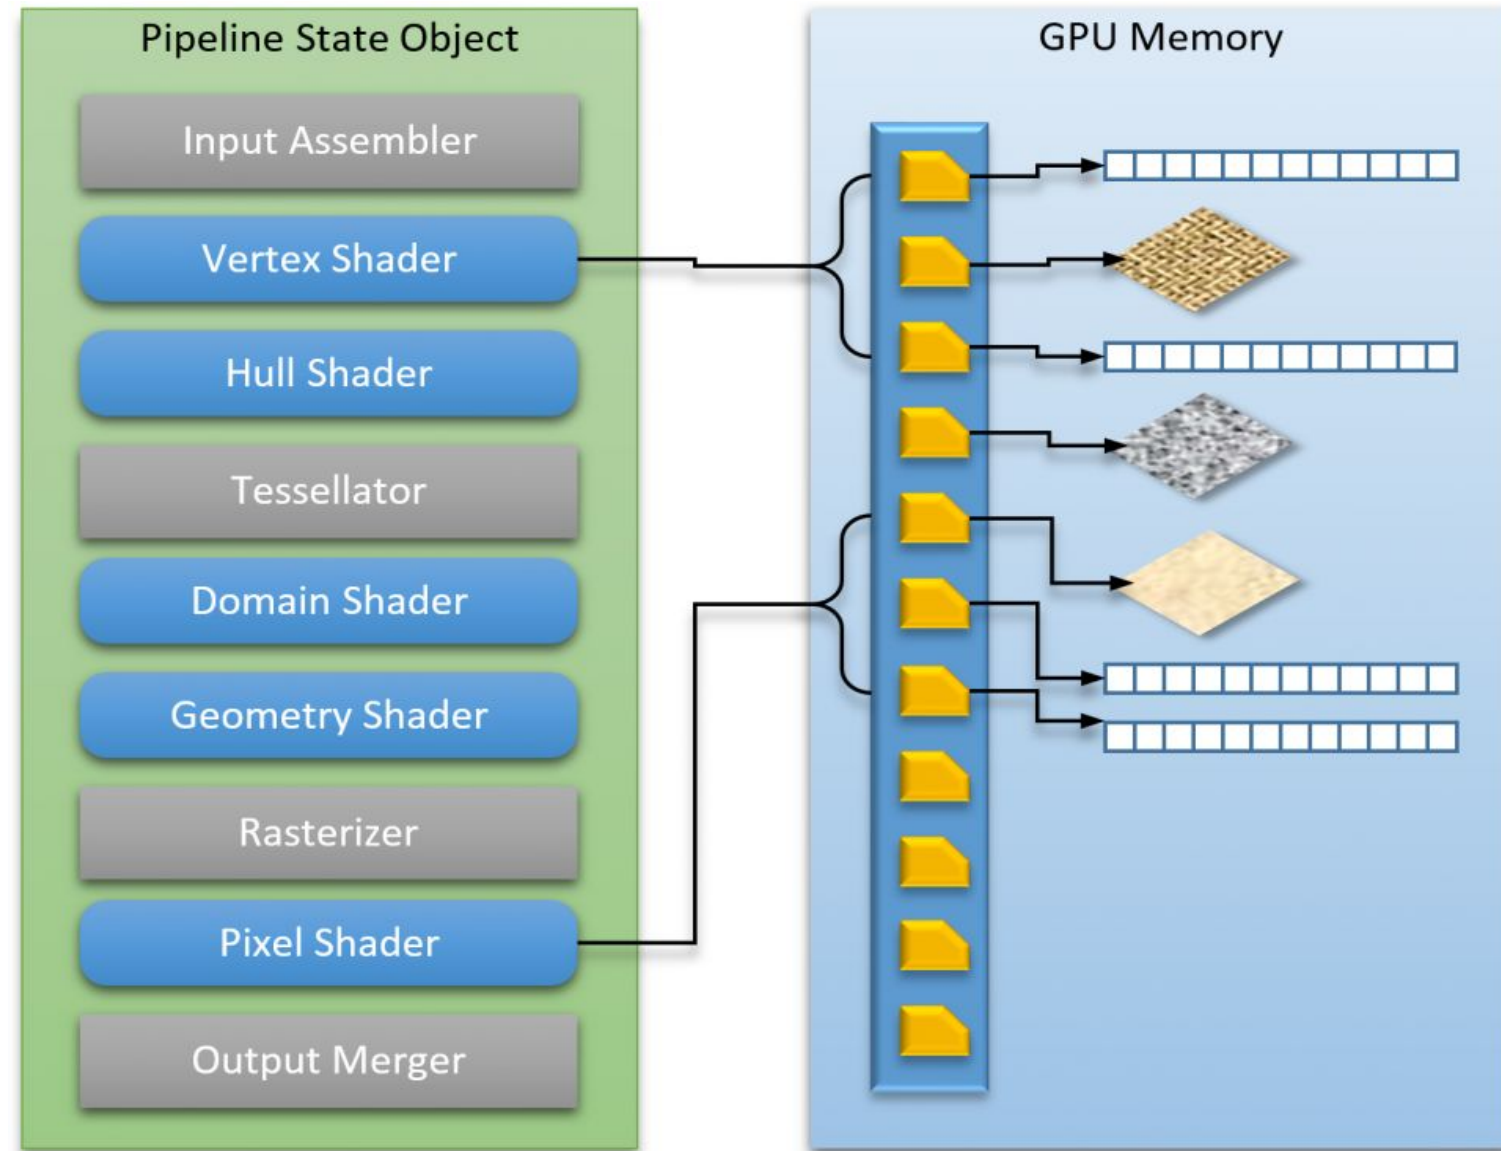 Pipeline State Object
Input Assembler
Vertex Shader
Hull Shader
Tessellator
Domain Shader
Geometry Shader
Rasterizer
Pixel Shader
Output Merger
GPU Memory